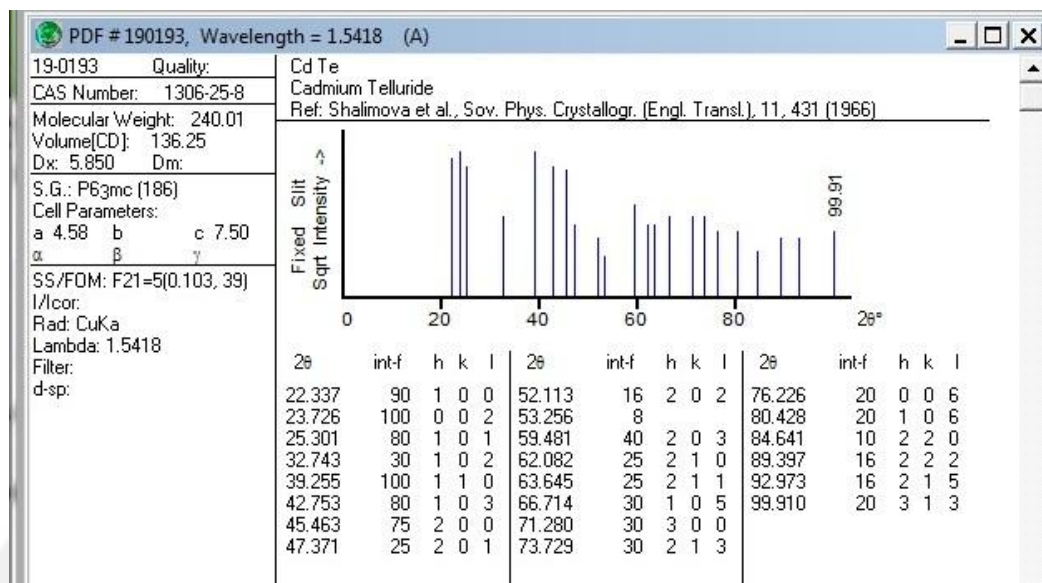 PDF # 190193, Wavelength = 1.5418 (A)
19-0193 Quality:
CAS Number: 1306-25-8
Molecular Weight: 240.01
Volume[CD]: 136.25
Dx: 5.850 Dm:
S.G.: P63mc (186)
Cell Parameters:
a 4.58 b c 7.50
α β γ
SS/FOM: F21=5(0.103, 39)
I/Icor:
Rad: CuKa
Lambda: 1.5418
Filter:
d-sp:
Cd Te
Cadmium Telluride
Ref: Shalimova et al., Sov. Phys. Crystallogr. (Engl. Transl.), 11, 431 (1966)
Fixed Slit
Sqrt Intensity ->
99.91
0 20 40 60 80 2θ°
2θ int-f h k l 2θ int-f h k l 2θ int-f h k l
22.337 90 1 0 0 52.113 16 2 0 2 76.226 20 0 0 6
23.726 100 0 0 2 53.256 8 80.428 20 1 0 6
25.301 80 1 0 1 59.481 40 2 0 3 84.641 10 2 2 0
32.743 30 1 0 2 62.082 25 2 1 0 89.397 16 2 2 2
39.255 100 1 1 0 63.645 25 2 1 1 92.973 16 2 1 5
42.753 80 1 0 3 66.714 30 1 0 5 99.910 20 3 1 3
45.463 75 2 0 0 71.280 30 3 0 0
47.371 25 2 0 1 73.729 30 2 1 3